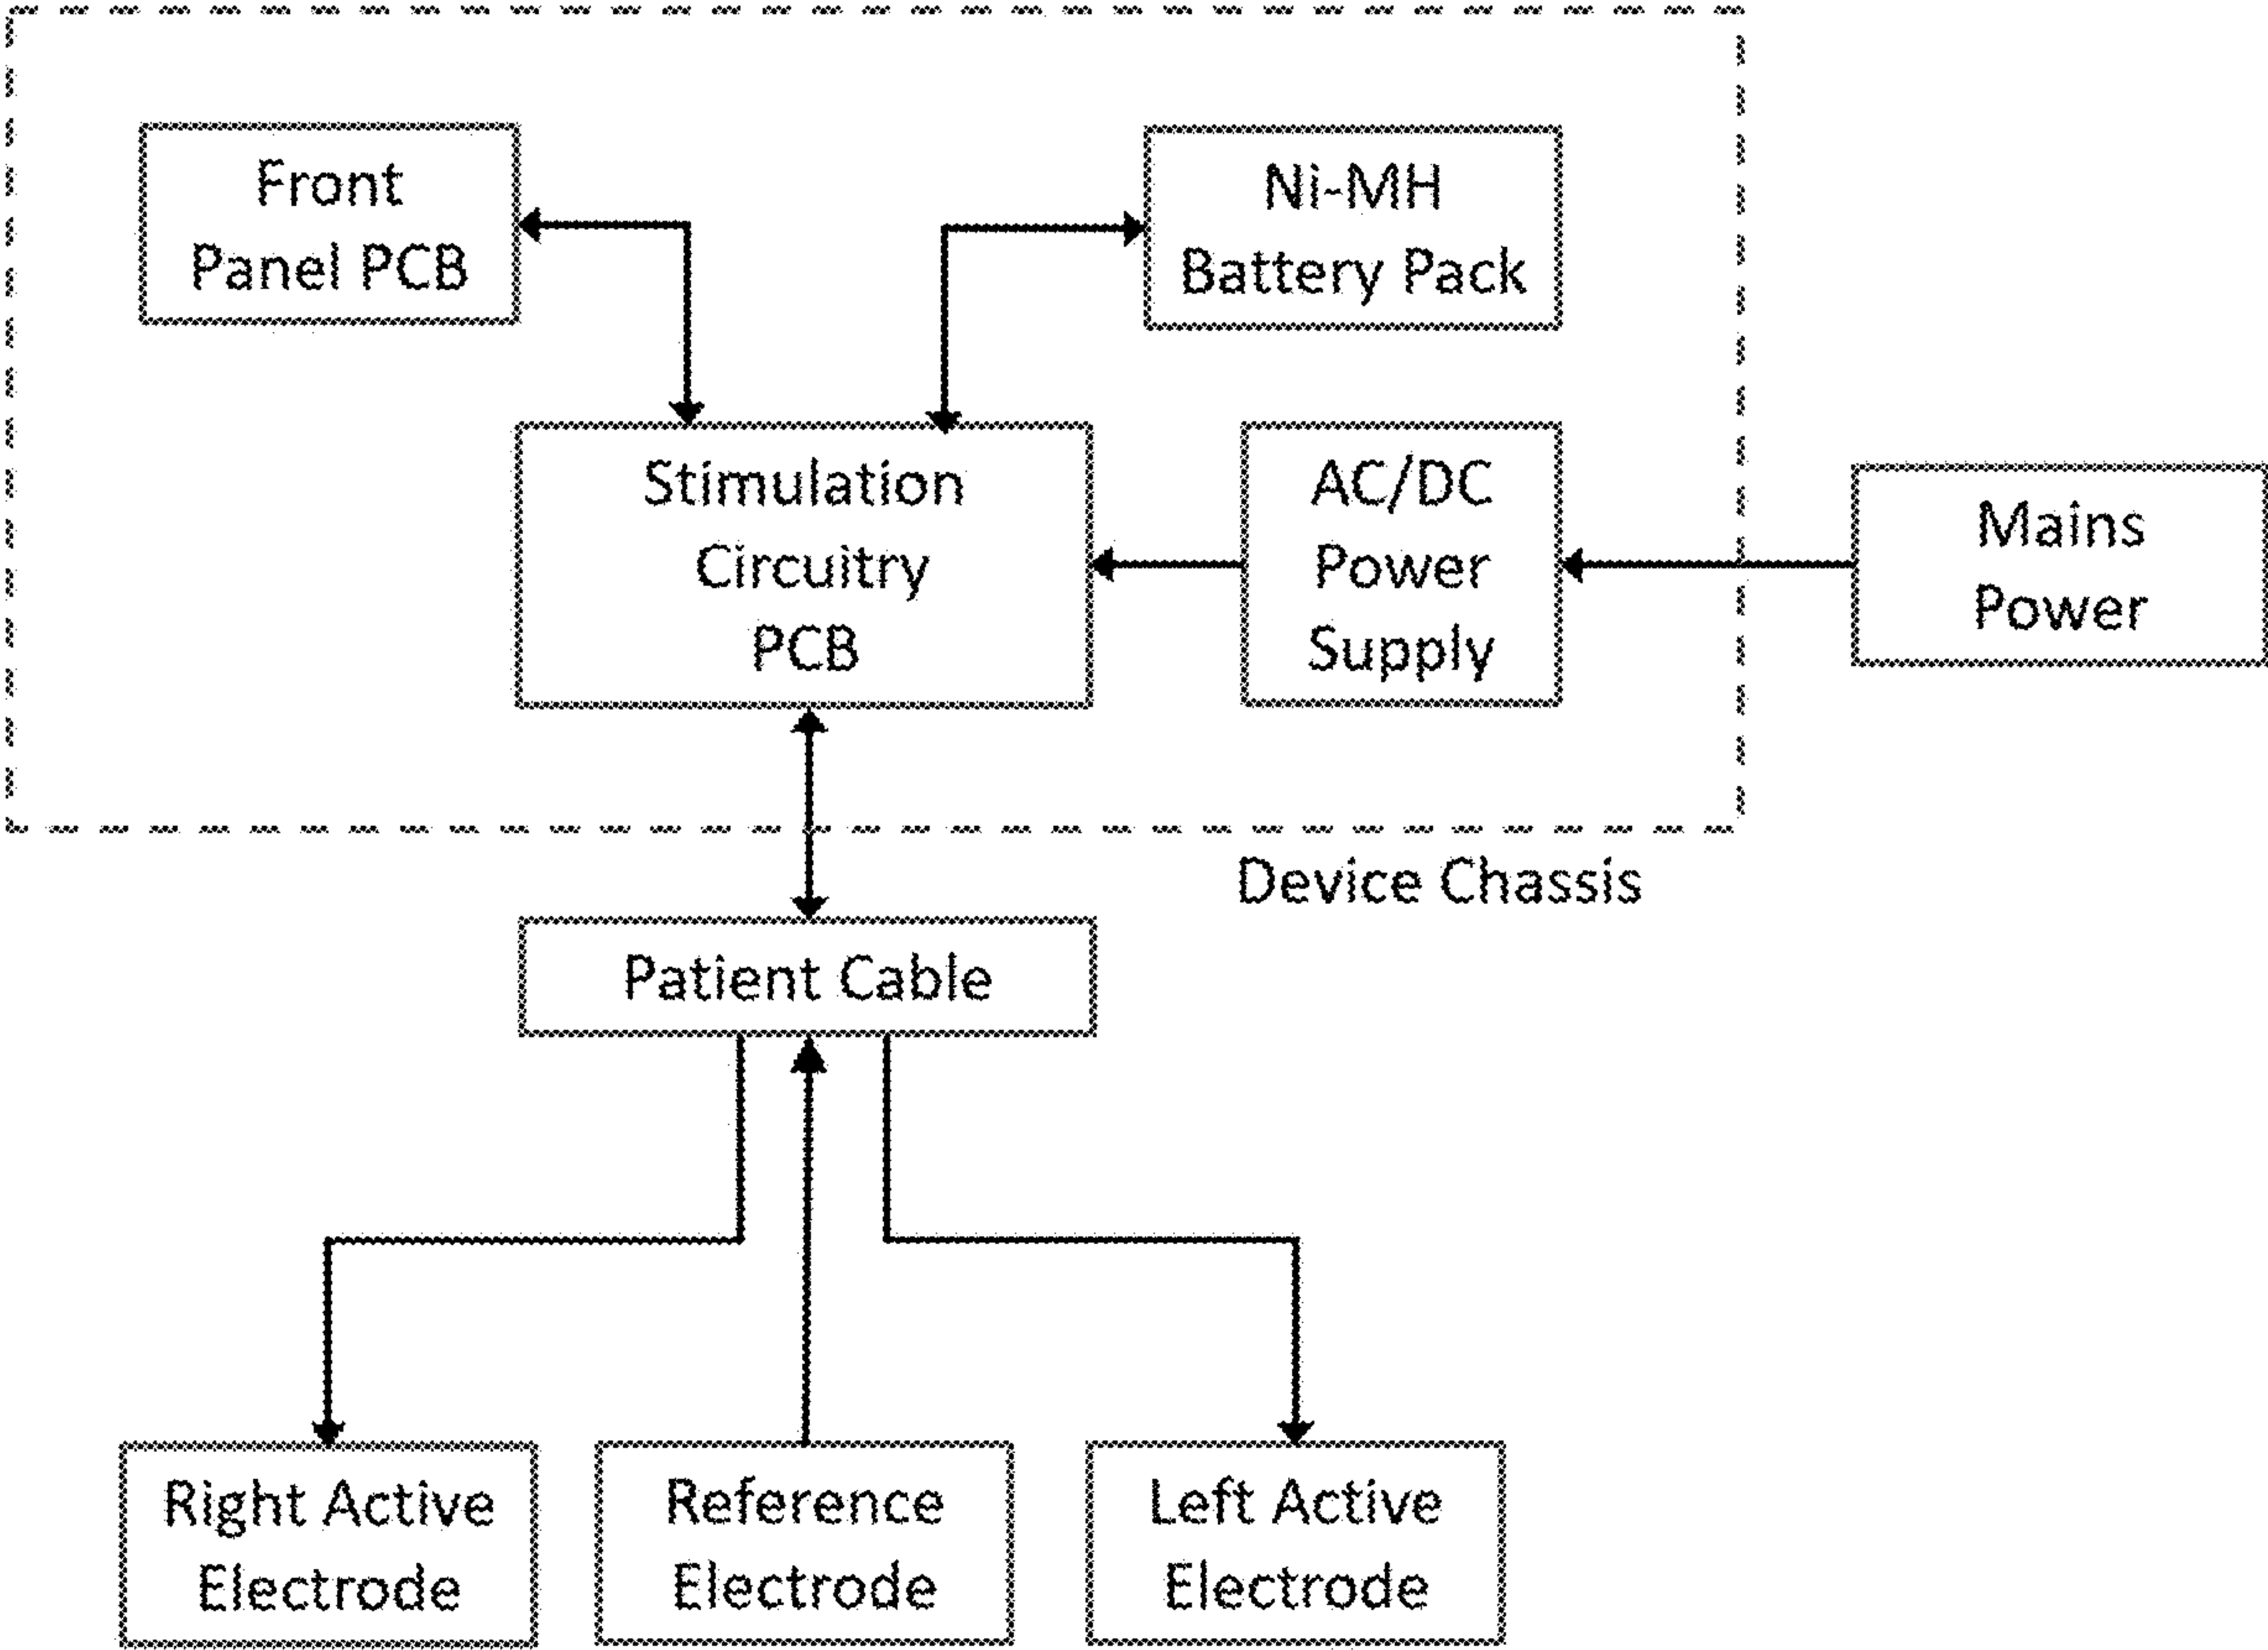 Front
Panel PCB
Ni-MH
Battery Pack
Stimulation
Circuitry
PCB
AC/DC
Power
Supply
Mains
Power
Device Chassis
Patient Cable
Right Active
Electrode
Reference
Electrode
Left Active
Electrode